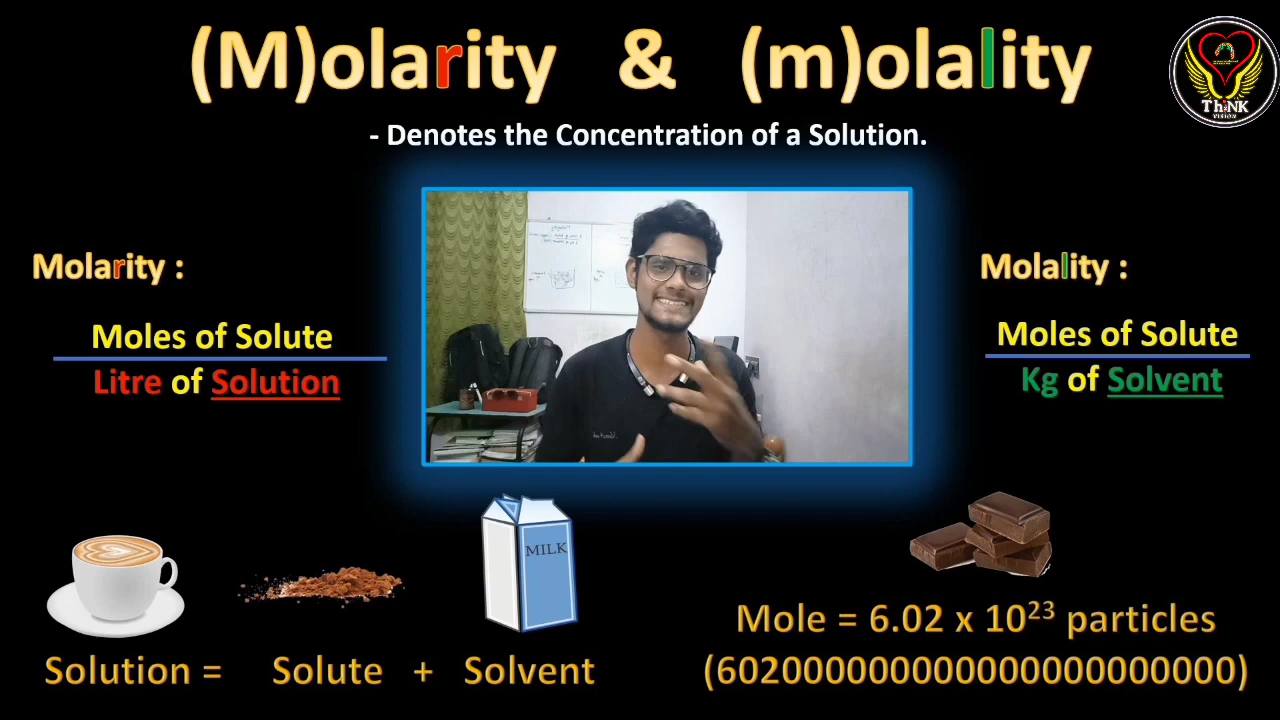 (M)olarity & (m)olality
ThiNK
VISION
- Denotes the Concentration of a Solution.
Molarity :
Moles of Solute
Litre of Solution
Molality :
Moles of Solute
Kg of Solvent
MILK
Solution = Solute + Solvent
Mole = 6.02 x 10²³ particles
(602000000000000000000000)